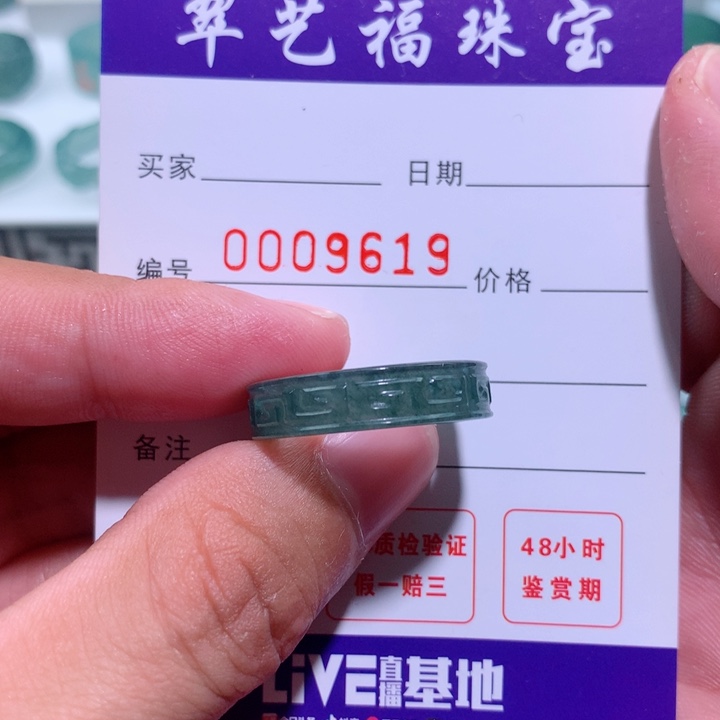 翠艺福珠宝
买家 日期
编号 0009619 价格
备注
质检验证 48小时
假一赔三 鉴赏期
LiVE直播基地